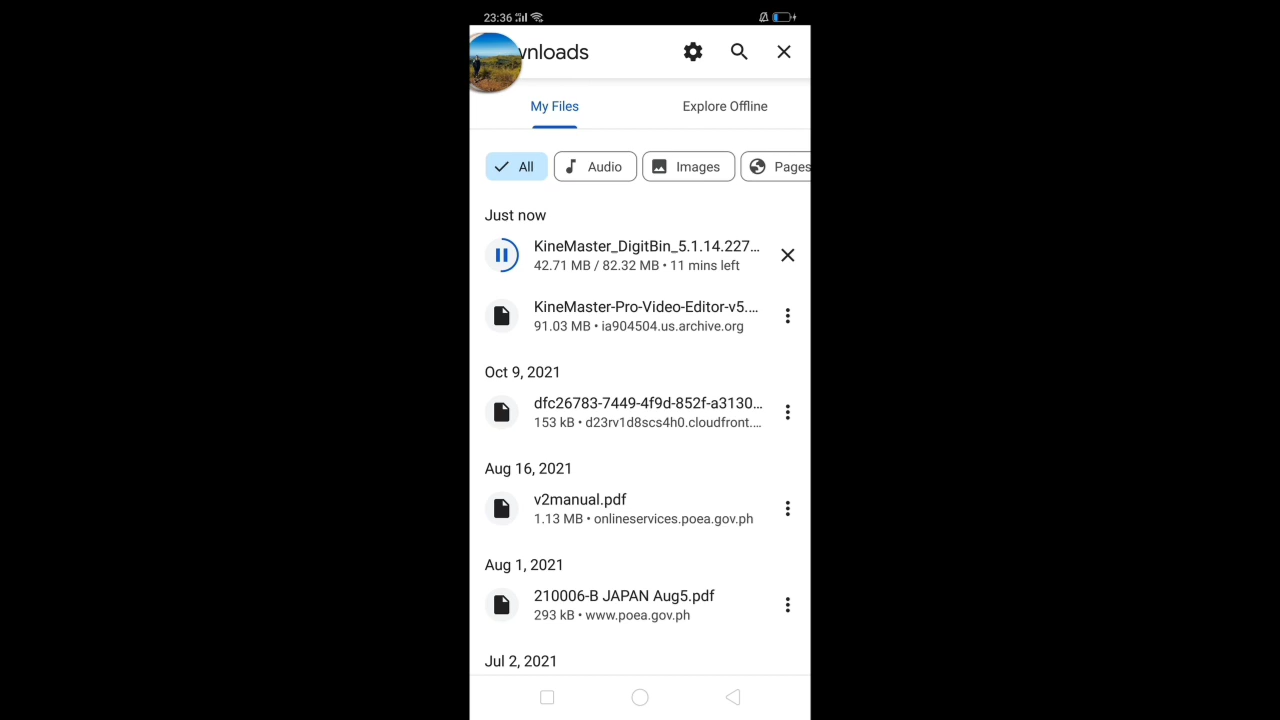 23:36
wnloads
My Files
Explore Offline
All
Audio
Images
Pages
Just now
KineMaster_DigitBin_5.1.14.227...
42.71 MB / 82.32 MB • 11 mins left
KineMaster-Pro-Video-Editor-v5....
91.03 MB • ia904504.us.archive.org
Oct 9, 2021
dfc26783-7449-4f9d-852f-a3130...
153 kB • d23rv1d8scs4h0.cloudfront....
Aug 16, 2021
v2manual.pdf
1.13 MB • onlineservices.poea.gov.ph
Aug 1, 2021
210006-B JAPAN Aug5.pdf
293 kB • www.poea.gov.ph
Jul 2, 2021